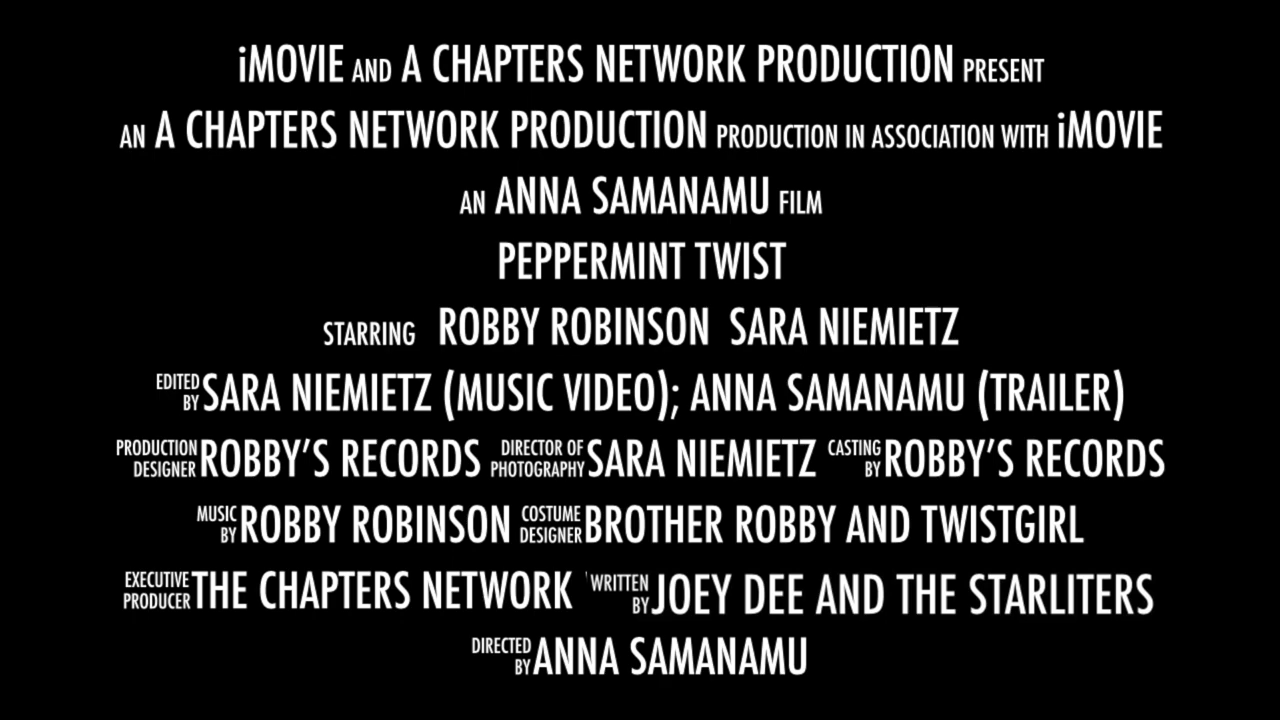 iMOVIE AND A CHAPTERS NETWORK PRODUCTION PRESENT
AN A CHAPTERS NETWORK PRODUCTION PRODUCTION IN ASSOCIATION WITH iMOVIE
AN ANNA SAMANAMU FILM
PEPPERMINT TWIST
STARRING ROBBY ROBINSON SARA NIEMIETZ
EDITED BY SARA NIEMIETZ (MUSIC VIDEO); ANNA SAMANAMU (TRAILER)
PRODUCTION DESIGNER ROBBY'S RECORDS DIRECTOR OF PHOTOGRAPHY SARA NIEMIETZ CASTING BY ROBBY'S RECORDS
MUSIC BY ROBBY ROBINSON COSTUME DESIGNER BROTHER ROBBY AND TWISTGIRL
EXECUTIVE PRODUCER THE CHAPTERS NETWORK WRITTEN BY JOEY DEE AND THE STARLITERS
DIRECTED BY ANNA SAMANAMU